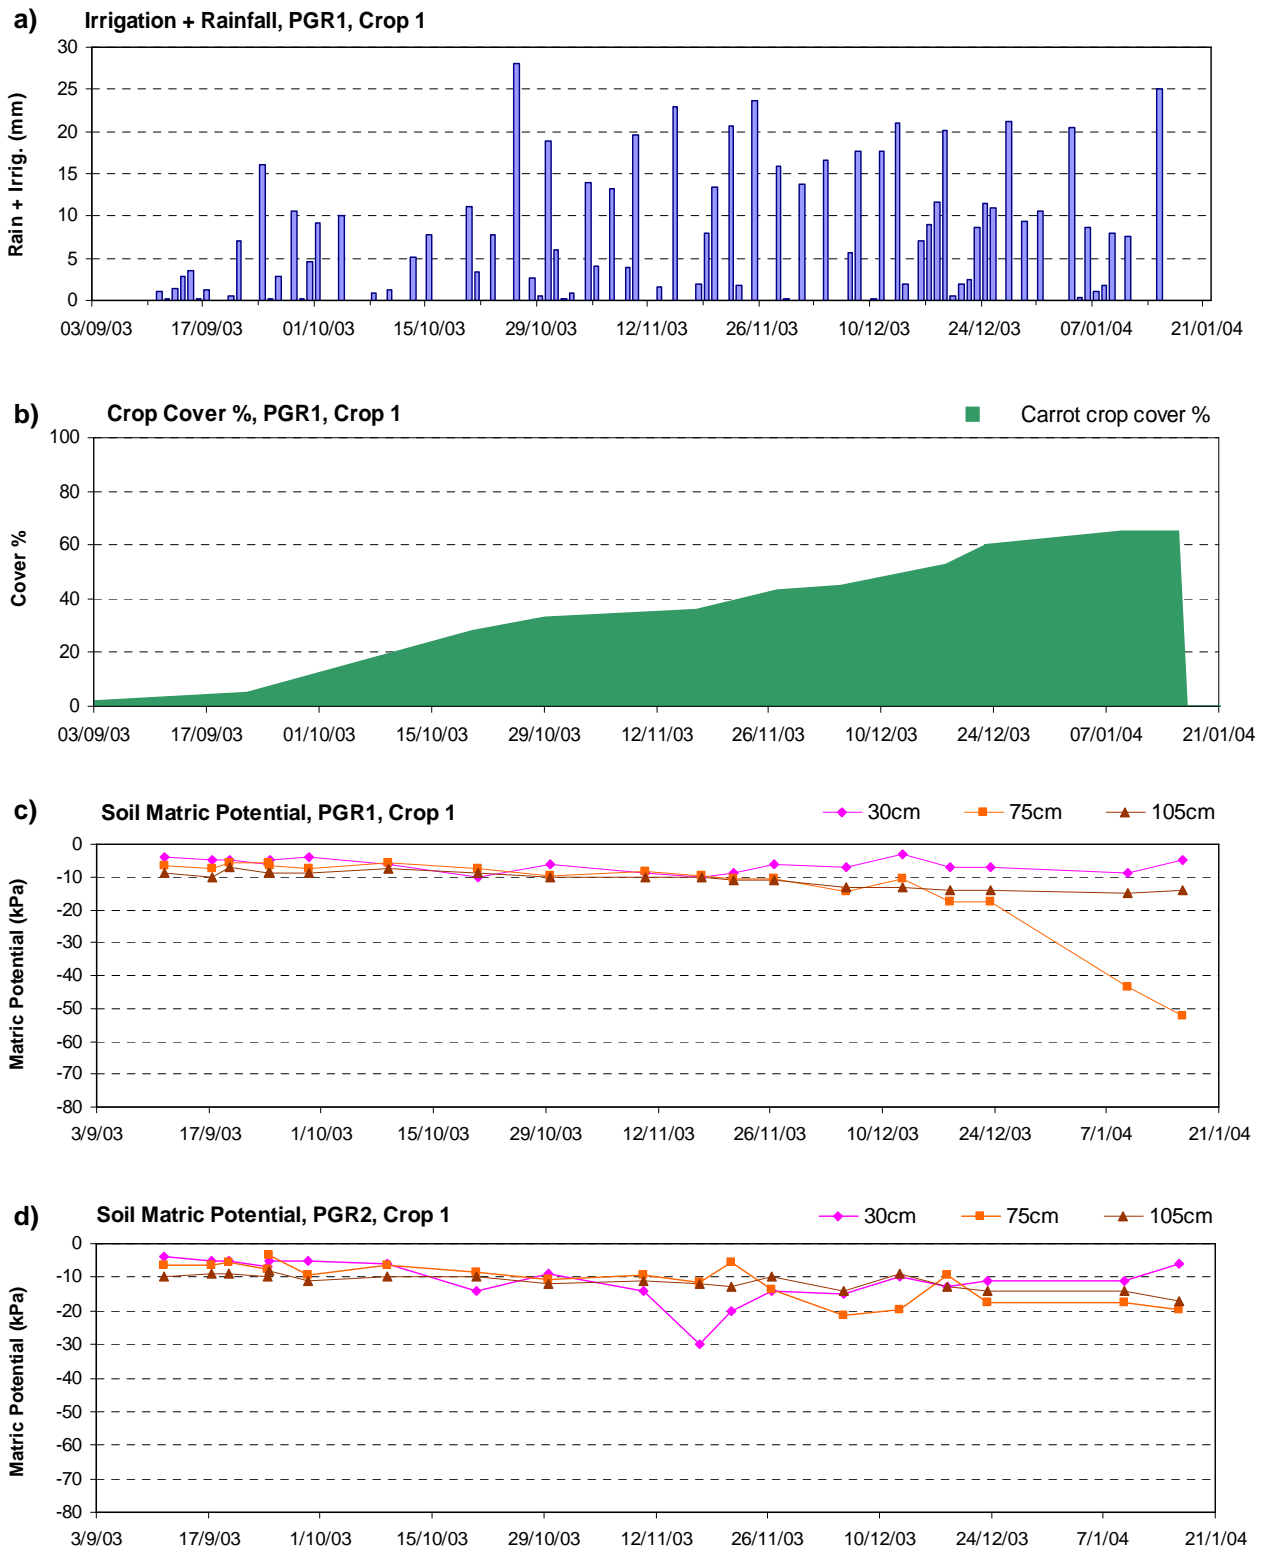 a) Irrigation + Rainfall, PGR1, Crop 1
Rain + Irrig. (mm)
30
25
20
15
10
5
0
03/09/03 17/09/03 01/10/03 15/10/03 29/10/03 12/11/03 26/11/03 10/12/03 24/12/03 07/01/04 21/01/04
b) Crop Cover %, PGR1, Crop 1 Carrot crop cover %
Cover %
100
80
60
40
20
0
03/09/03 17/09/03 01/10/03 15/10/03 29/10/03 12/11/03 26/11/03 10/12/03 24/12/03 07/01/04 21/01/04
c) Soil Matric Potential, PGR1, Crop 1 30cm 75cm 105cm
Matric Potential (kPa)
0
-10
-20
-30
-40
-50
-60
-70
-80
3/9/03 17/9/03 1/10/03 15/10/03 29/10/03 12/11/03 26/11/03 10/12/03 24/12/03 7/1/04 21/1/04
d) Soil Matric Potential, PGR2, Crop 1 30cm 75cm 105cm
Matric Potential (kPa)
0
-10
-20
-30
-40
-50
-60
-70
-80
3/9/03 17/9/03 1/10/03 15/10/03 29/10/03 12/11/03 26/11/03 10/12/03 24/12/03 7/1/04 21/1/04